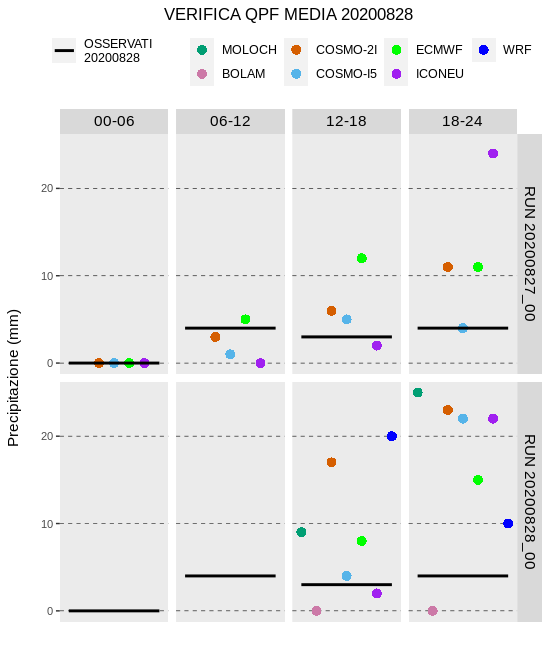 VERIFICA QPF MEDIA 20200828
OSSERVATI
20200828
MOLOCH
COSMO-2I
ECMWF
WRF
BOLAM
COSMO-I5
ICONEU
00-06
06-12
12-18
18-24
Precipitazione (mm)
20
10
0
RUN 20200827_00
20
10
0
RUN 20200828_00